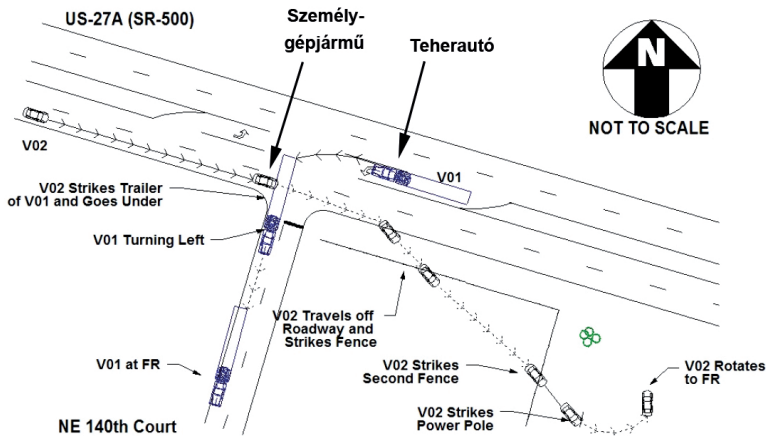 US-27A (SR-500)
Személy-
gépjármű
Teherautó
N
NOT TO SCALE
V02
V01
V02 Strikes Trailer
of V01 and Goes Under
V01 Turning Left
V02 Travels off
Roadway and
Strikes Fence
V01 at FR
V02 Strikes
Second Fence
V02 Rotates
to FR
V02 Strikes
Power Pole
NE 140th Court